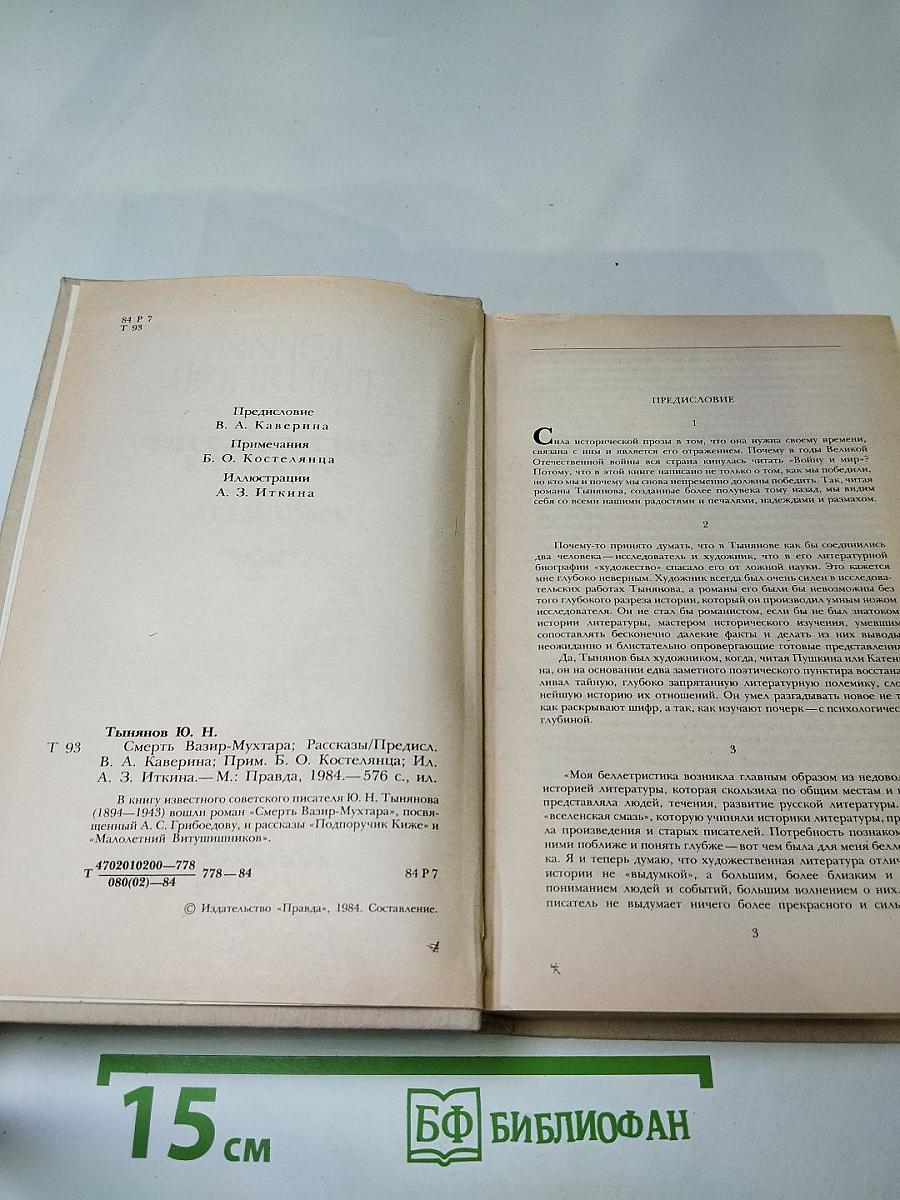 84 Р 7
Т 93
Предисловие
В. А. Каверина
Примечания
Б. О. Костелянца
Иллюстрации
А. З. Иткина
Тынянов Ю. Н.
Т 93 Смерть Вазир-Мухтара; Рассказы/Предисл.
В. А. Каверина; Прим. Б. О. Костелянца; Ил.
А. З. Иткина.—М.: Правда, 1984.—576 с., ил.
В книгу известного советского писателя Ю. Н. Тынянова
(1894—1943) вошли роман «Смерть Вазир-Мухтара», посвя-
щенный А. С. Грибоедову, и рассказы «Подпоручик Киже» и
«Малолетний Витушишников».
Т 4702010200—778 778—84 84 Р 7
080(02)—84
© Издательство «Правда», 1984. Составление.
ПРЕДИСЛОВИЕ
1
Сила исторической прозы в том, что она нужна своему времени,
связана с ним и является его отражением. Почему в годы Великой
Отечественной войны вся страна кинулась читать «Войну и мир»?
Потому, что в этой книге написано не только о том, как мы победили,
но кто мы и почему мы снова непременно должны победить. Так, читая
романы Тынянова, созданные более полувека тому назад, мы видим
себя со всеми нашими радостями и печалями, надеждами и размахом.
2
Почему-то принято думать, что в Тынянове как бы соединились
два человека—исследователь и художник, что в его литературной
биографии «художество» спасало его от ложной науки. Это кажется
мне глубоко неверным. Художник всегда был очень силен в исследова-
тельских работах Тынянова, а романы его были бы невозможны без
того глубокого разреза истории, который он производил умным ножом
исследователя. Он не стал бы романистом, если бы не был знатоком
истории литературы, мастером исторического изучения, умевшим
сопоставлять бесконечно далекие факты и делать из них выводы
неожиданно и блистательно опровергающие готовые представления
Да, Тынянов был художником, когда, читая Пушкина или Катен
на, он на основании едва заметного поэтического пунктира восстана
ливал тайную, глубоко запрятанную литературную полемику, сло
нейшую историю их отношений. Он умел разгадывать новое не т
как раскрывают шифр, а так, как изучают почерк—с психологичес
глубиной.
3
«Моя беллетристика возникла главным образом из недовол
историей литературы, которая скользила по общим местам и н
представляла людей, течения, развитие русской литературы.
«вселенская смазь», которую учиняли историки литературы, пр
ла произведения и старых писателей. Потребность познаком
ними поближе и понять глубже—вот чем была для меня белле
ка. Я и теперь думаю, что художественная литература отлич
истории не «выдумкой», а большим, более близким и
пониманием людей и событий, большим волнением о них.
писатель не выдумает ничего более прекрасного и силь
3
15 см
БФ БИБЛИОФАН